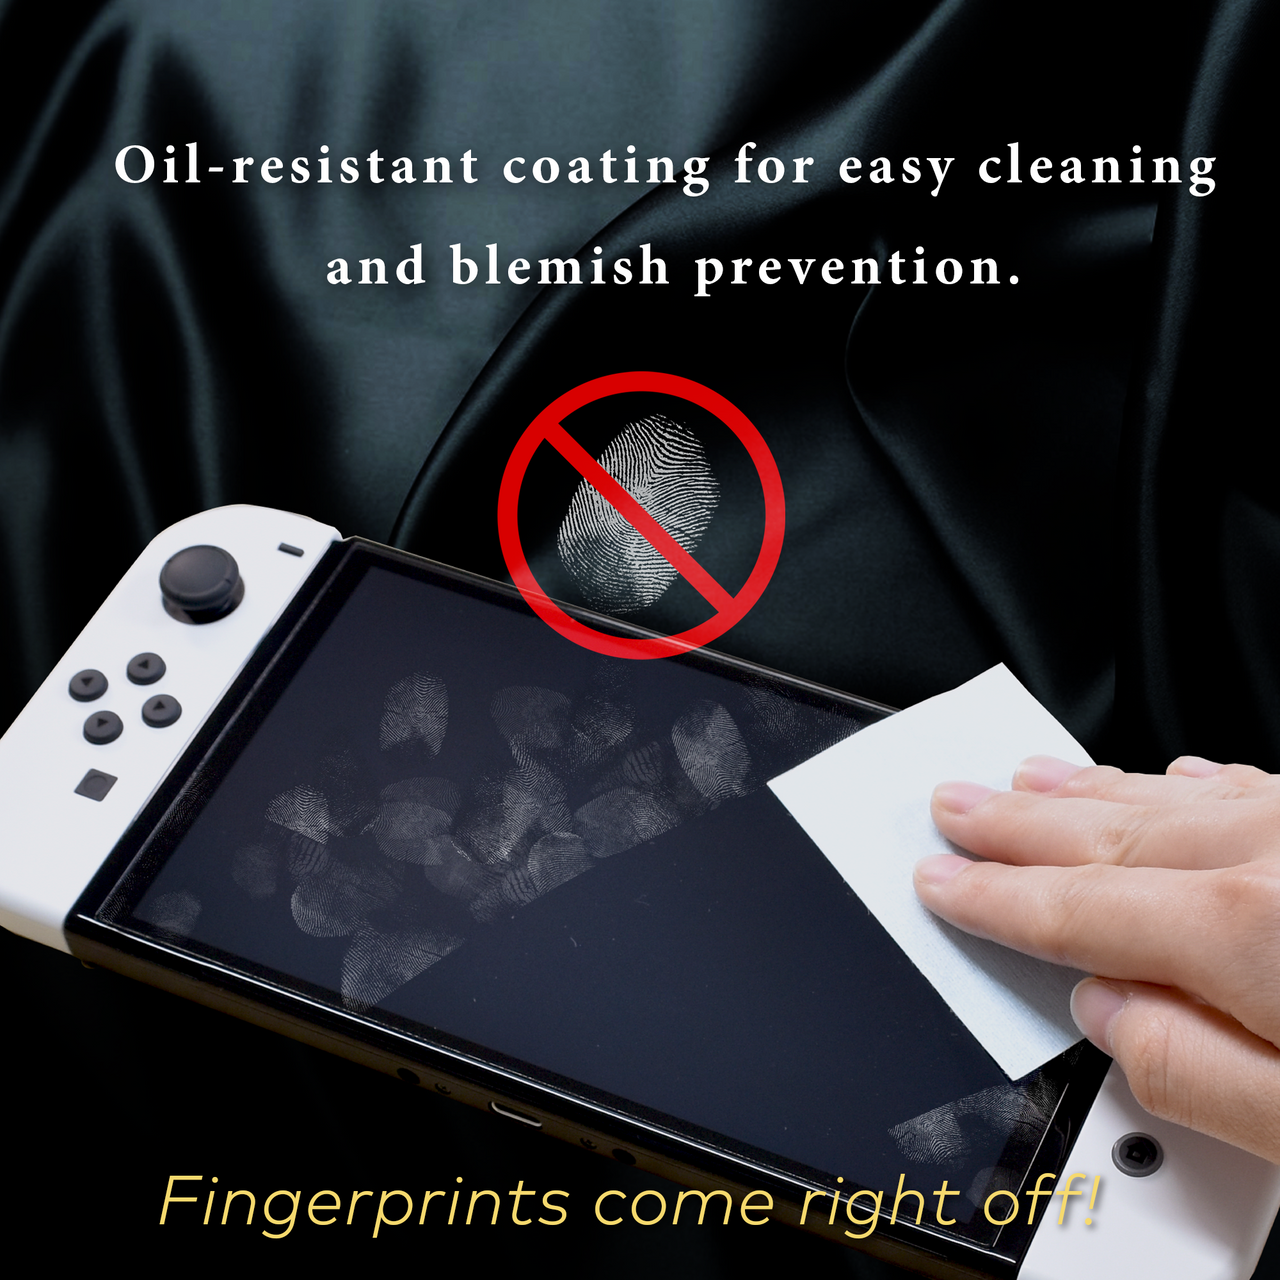 Oil-resistant coating for easy cleaning
and blemish prevention.
Fingerprints come right off!